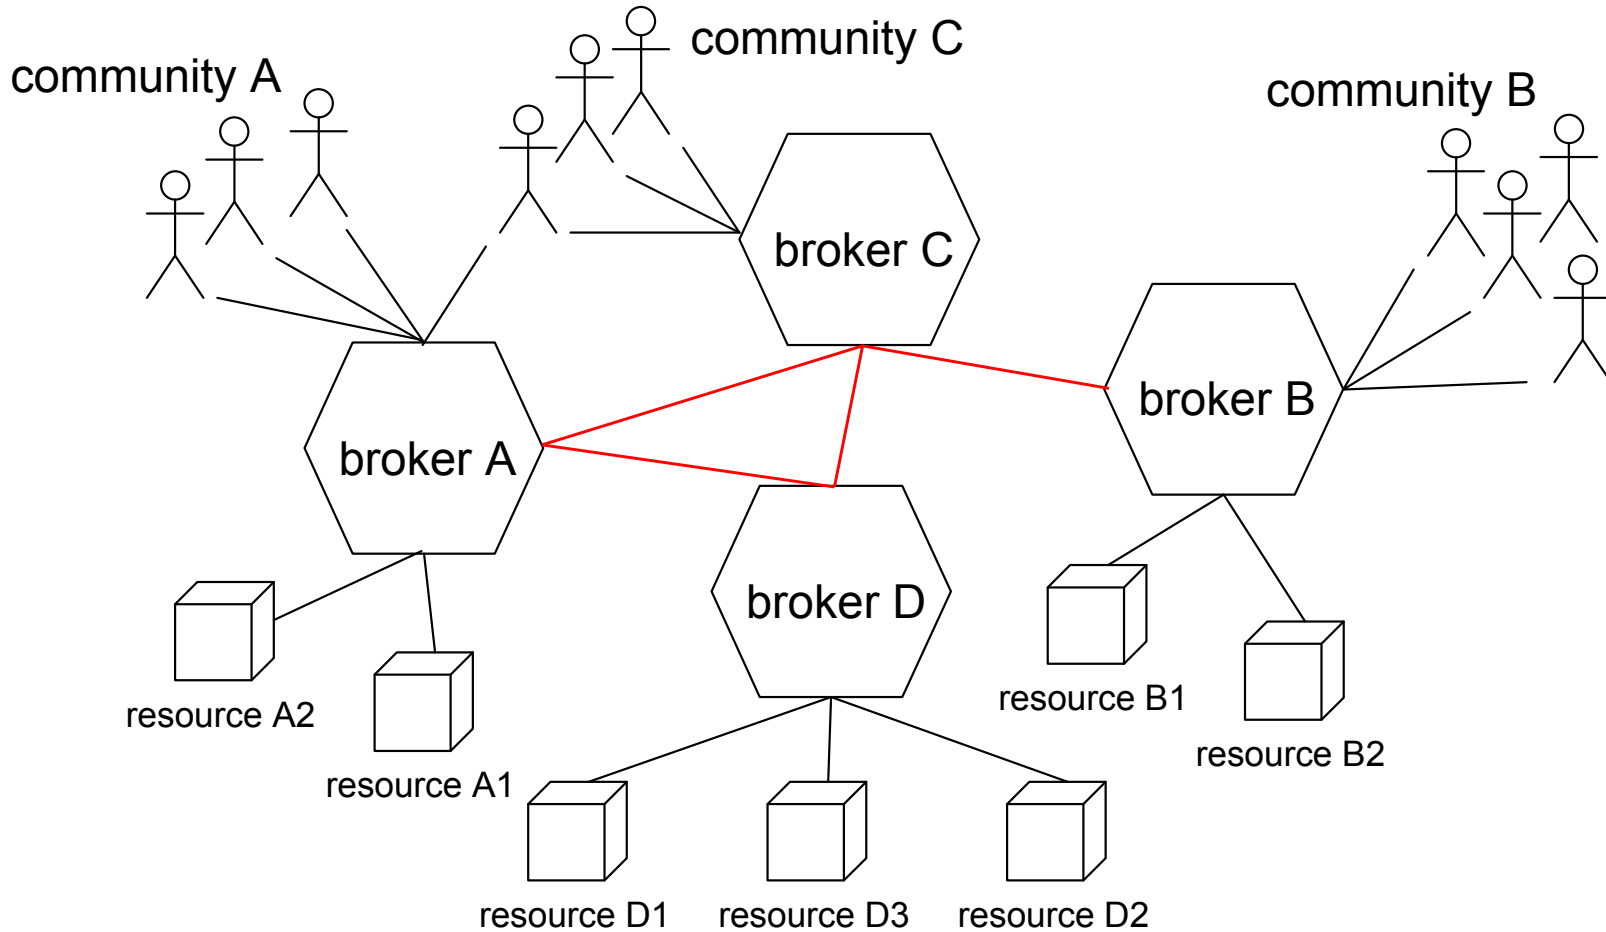 community C
community A
community B
broker C
broker B
broker A
broker D
resource B1
resource A2
resource B2
resource A1
resource D1
resource D3
resource D2